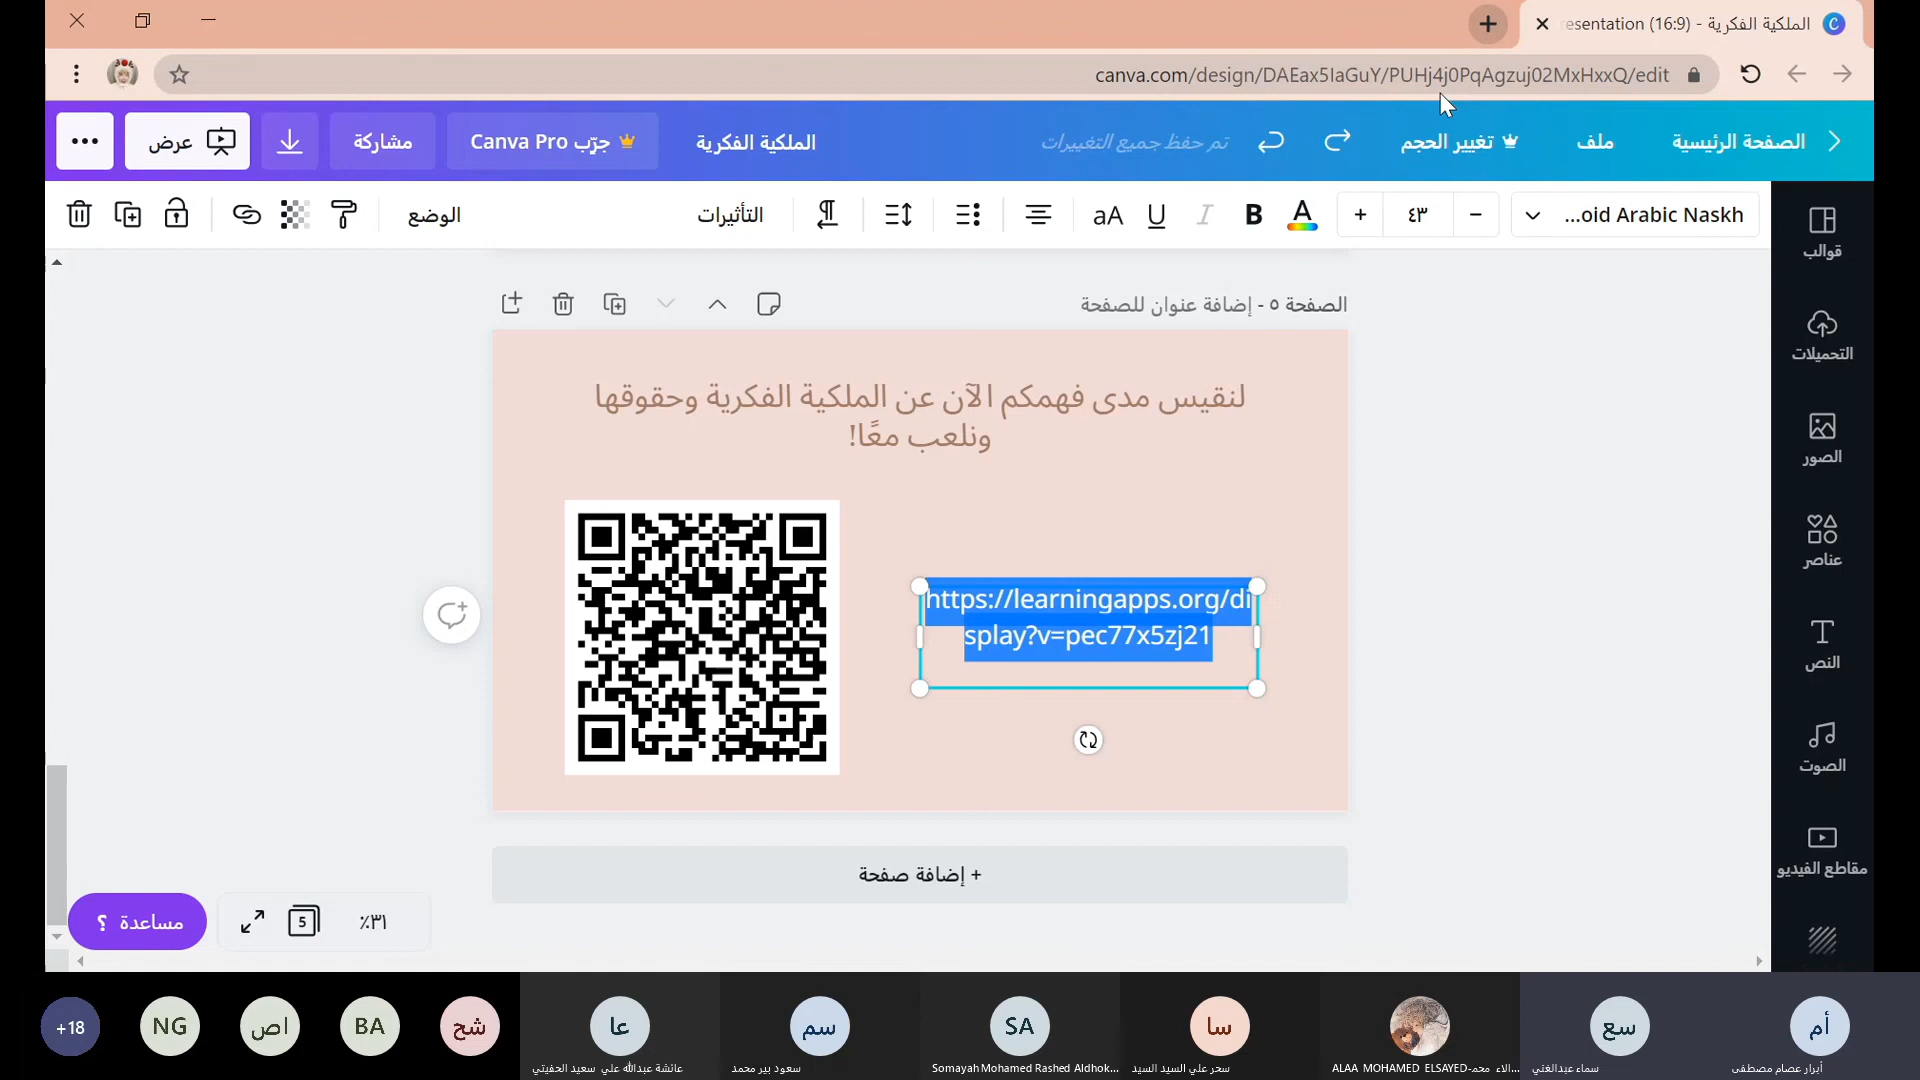 الملكية الفكرية - esentation (16:9)
canva.com/design/DAEax5IaGuY/PUHj4j0PqAgzuj02MxHxxQ/edit
الصفحة الرئيسية
ملف
تغيير الحجم
تم حفظ جميع التغييرات
الملكية الفكرية
جرّب Canva Pro
مشاركة
عرض
...oid Arabic Naskh
٤٣
A
B
I
U
aA
التأثيرات
الوضع
قوالب
التحميلات
الصور
عناصر
النص
الصوت
مقاطع الفيديو
الصفحة ٥ - إضافة عنوان للصفحة
لنقيس مدى فهمكم الآن عن الملكية الفكرية وحقوقها
ونلعب معًا!
https://learningapps.org/di
splay?v=pec77x5zj21
+ إضافة صفحة
مساعدة ؟
5
٣١٪
+18
NG
اص
BA
شح
عا
عائشة عبدالله علي سعيد الحفيتي
سم
سعود بير محمد
SA
Somayah Mohamed Rashed Aldhok...
سا
سحر علي السيد السيد
ALAA MOHAMED ELSAYED-الاء محمد...
سع
سماء عبدالغني
أم
أبرار عصام مصطفى